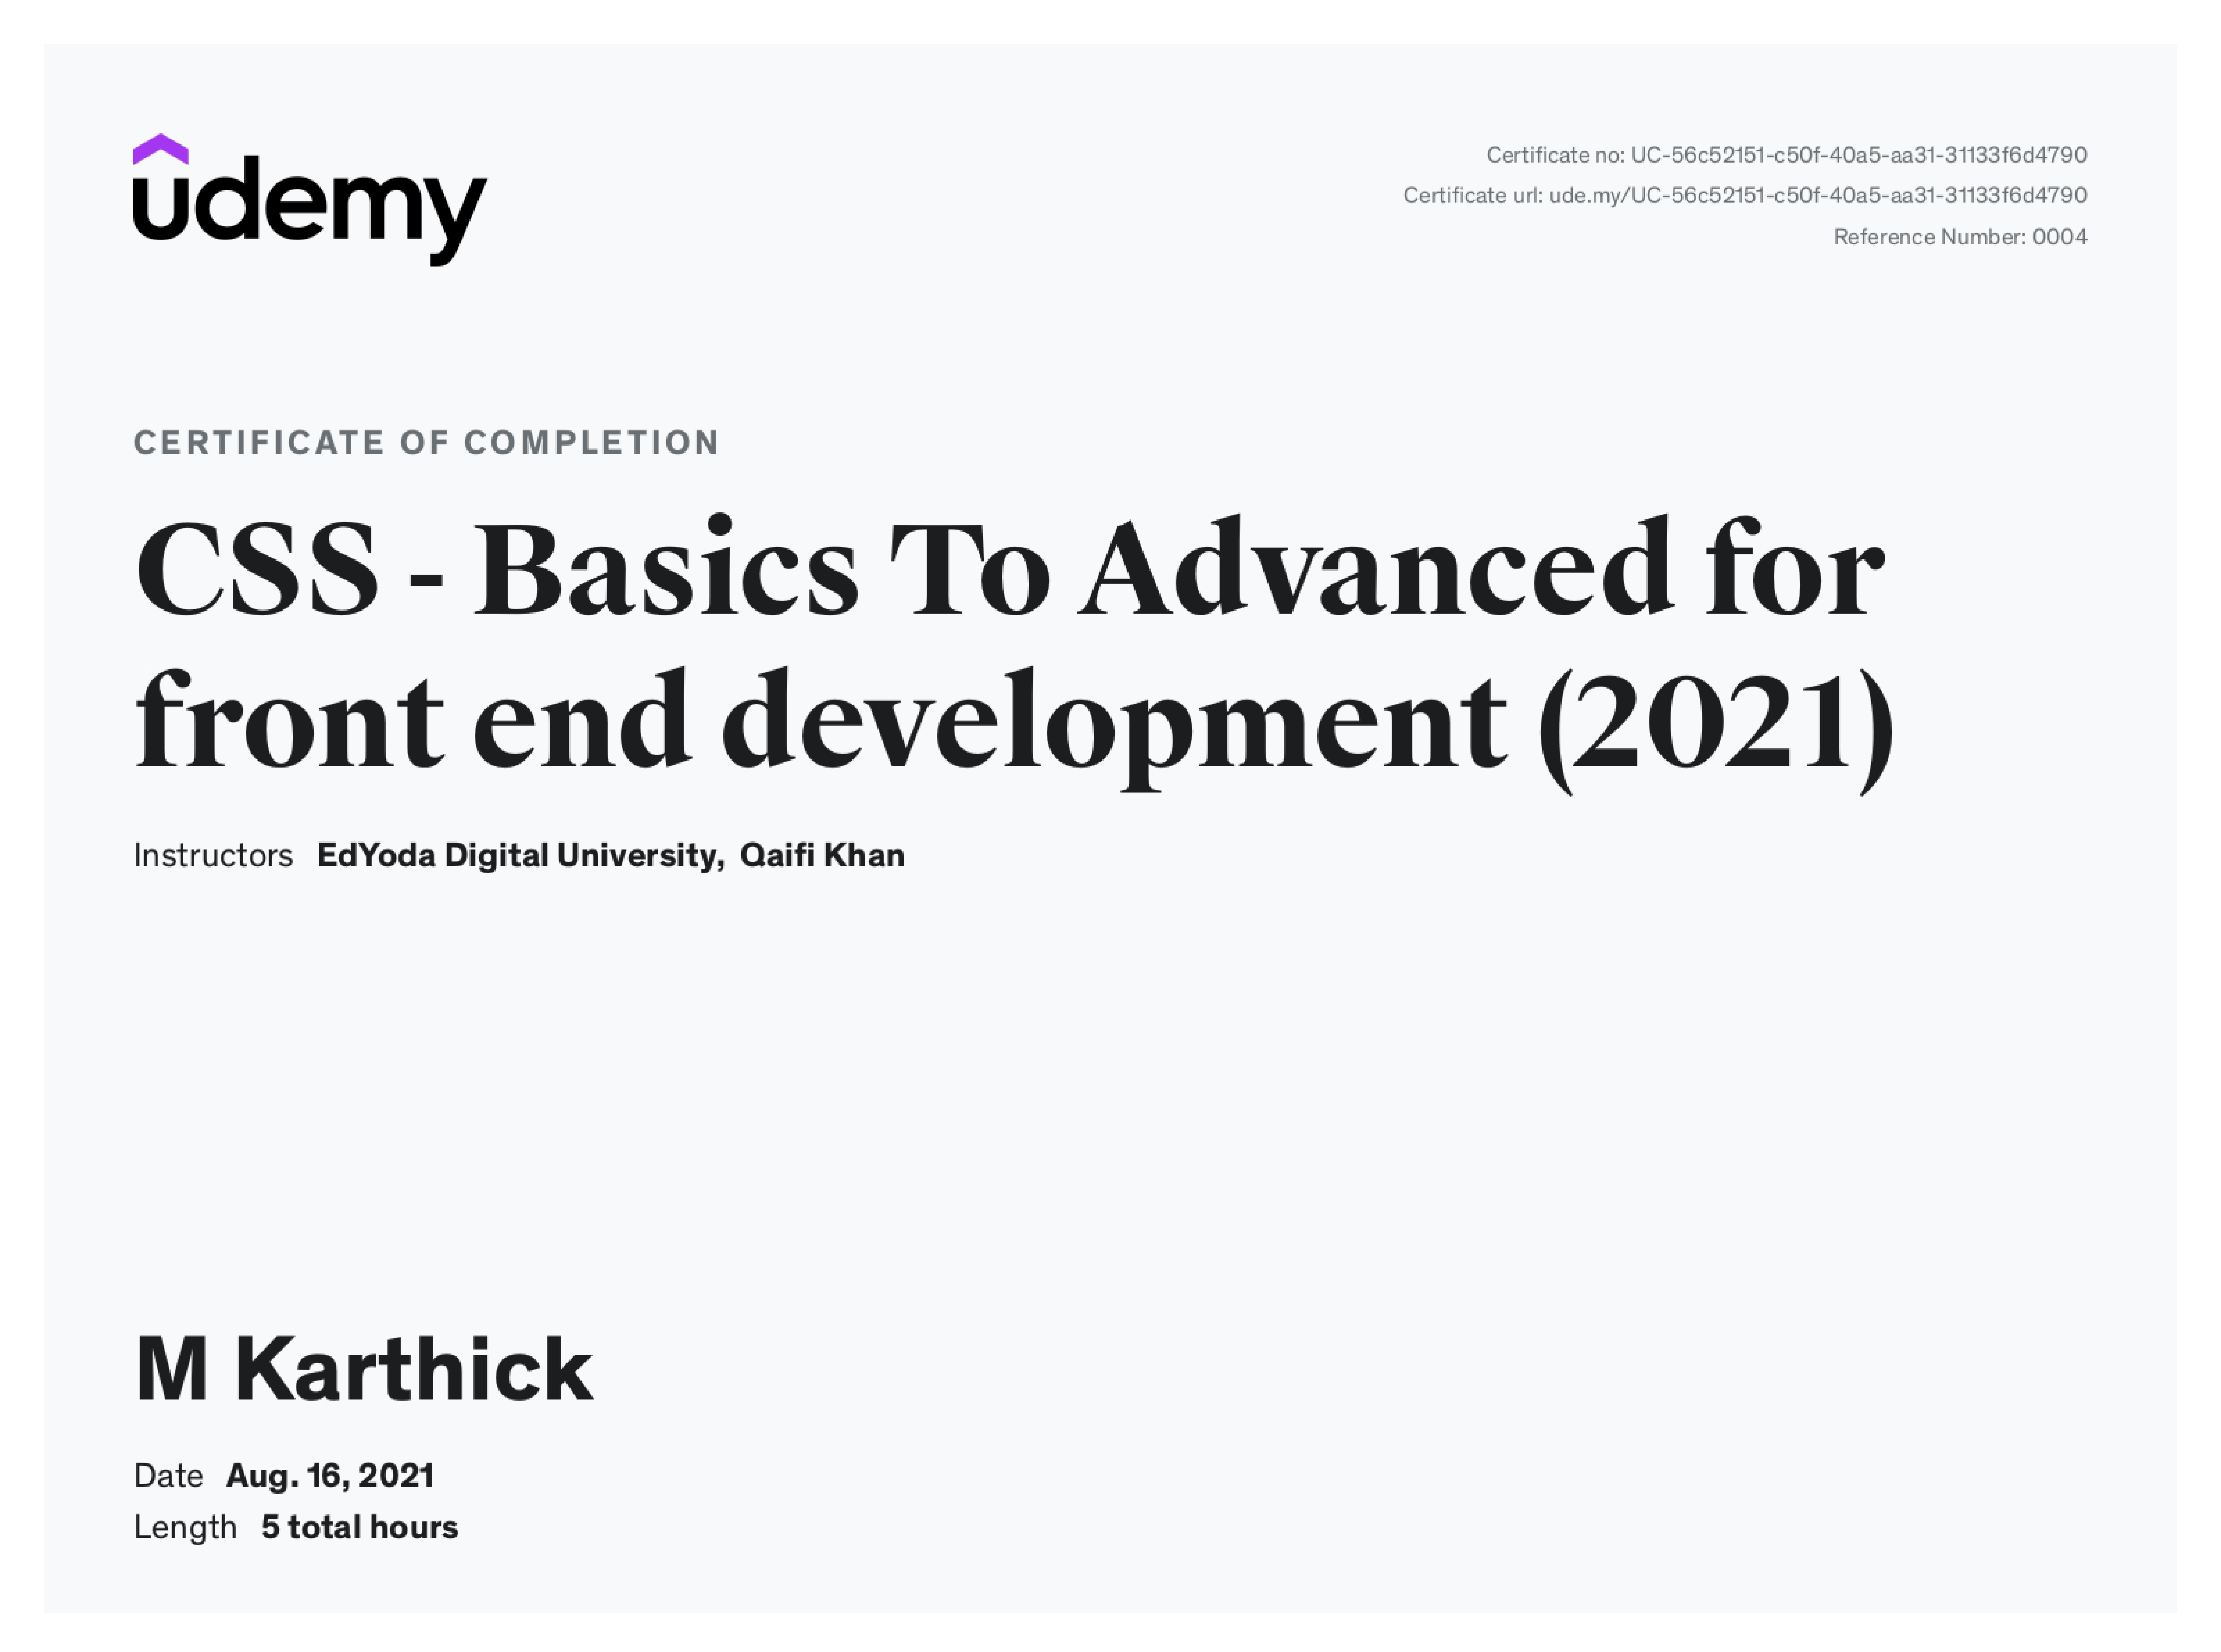 udemy
Certificate no: UC-56c52151-c50f-40a5-aa31-31133f6d4790
Certificate url: ude.my/UC-56c52151-c50f-40a5-aa31-31133f6d4790
Reference Number: 0004
CERTIFICATE OF COMPLETION
CSS - Basics To Advanced for
front end development (2021)
Instructors EdYoda Digital University, Qaifi Khan
M Karthick
Date Aug. 16, 2021
Length 5 total hours